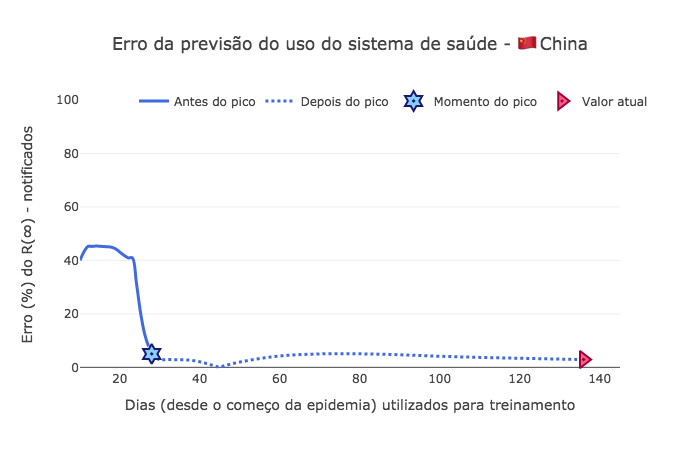 Erro da previsão do uso do sistema de saúde - 🇨🇳 China
Antes do pico
Depois do pico
Momento do pico
Valor atual
Erro (%) do R(∞) - notificados
100
80
60
40
20
0
20
40
60
80
100
120
140
Dias (desde o começo da epidemia) utilizados para treinamento